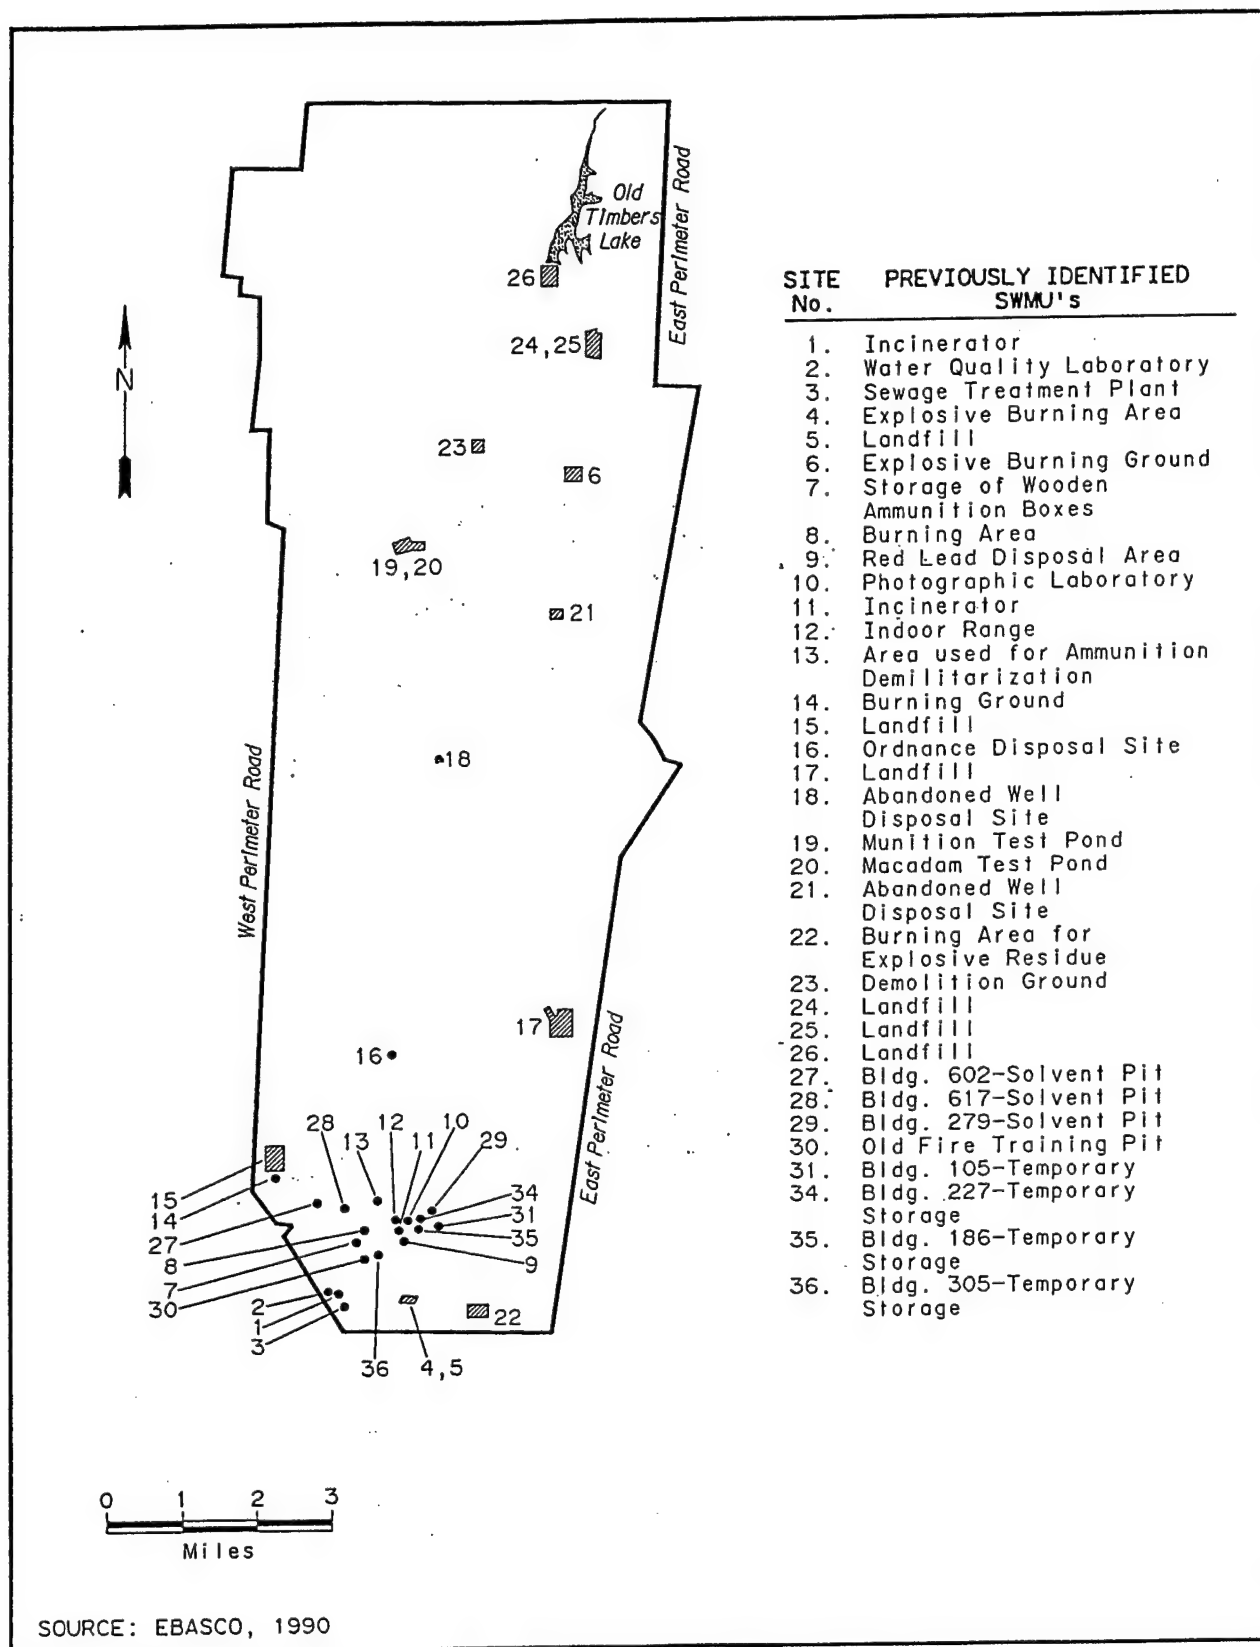 Old
Timbers
Lake
East Perimeter Road
26
24,25
N
23
6
19,20
21
18
West Perimeter Road
17
East Perimeter Road
16
28
13
12
11
10
29
15
14
27
8
7
30
2
1
3
34
31
35
9
22
36
4,5
0 1 2 3
Miles
SOURCE: EBASCO, 1990
SITE PREVIOUSLY IDENTIFIED
No. SWMU's
1. Incinerator
2. Water Quality Laboratory
3. Sewage Treatment Plant
4. Explosive Burning Area
5. Landfill
6. Explosive Burning Ground
7. Storage of Wooden
Ammunition Boxes
8. Burning Area
9. Red Lead Disposal Area
10. Photographic Laboratory
11. Incinerator
12. Indoor Range
13. Area used for Ammunition
Demilitarization
14. Burning Ground
15. Landfill
16. Ordnance Disposal Site
17. Landfill
18. Abandoned Well
Disposal Site
19. Munition Test Pond
20. Macadam Test Pond
21. Abandoned Well
Disposal Site
22. Burning Area for
Explosive Residue
23. Demolition Ground
24. Landfill
25. Landfill
26. Landfill
27. Bldg. 602-Solvent Pit
28. Bldg. 617-Solvent Pit
29. Bldg. 279-Solvent Pit
30. Old Fire Training Pit
31. Bldg. 105-Temporary
34. Bldg. 227-Temporary
Storage
35. Bldg. 186-Temporary
Storage
36. Bldg. 305-Temporary
Storage